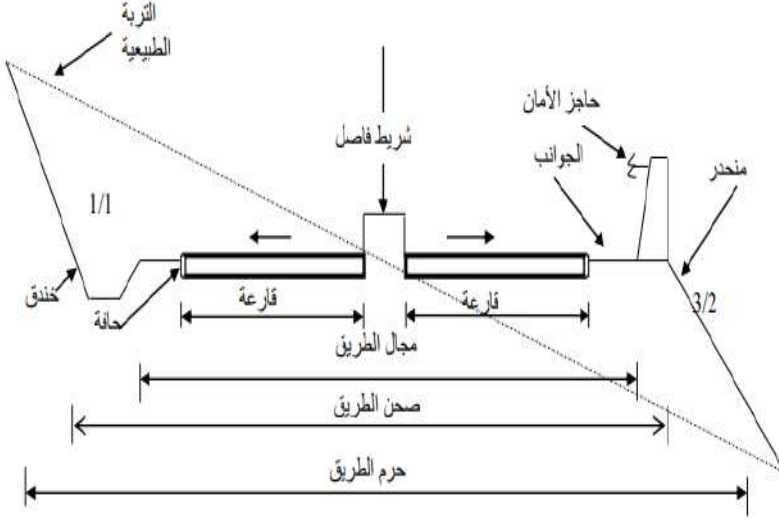 التربة
الطبيعية
حاجز الأمان
شريط فاصل
الجوانب
منحدر
1/1
خندق
حافة
قارعة
قارعة
3/2
مجال الطريق
صحن الطريق
حرم الطريق